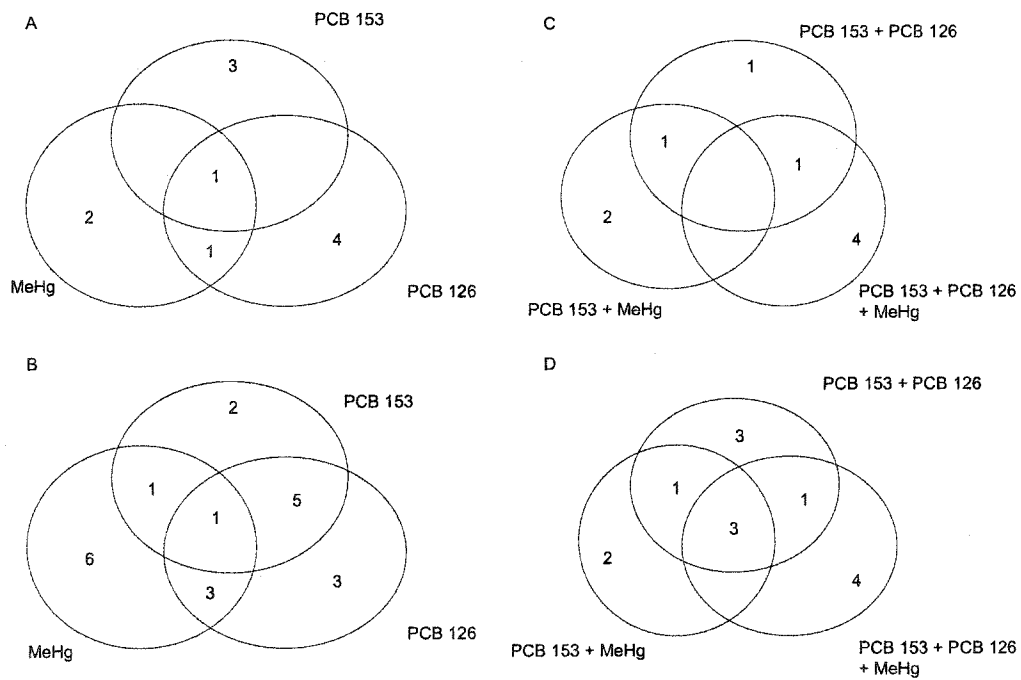 A
PCB 153
3
1
2
4
1
MeHg
PCB 126
C
PCB 153 + PCB 126
1
1
1
2
4
PCB 153 + MeHg
PCB 153 + PCB 126
+ MeHg
B
PCB 153
2
1
1
5
6
3
3
MeHg
PCB 126
D
PCB 153 + PCB 126
3
1
1
3
2
4
PCB 153 + MeHg
PCB 153 + PCB 126
+ MeHg